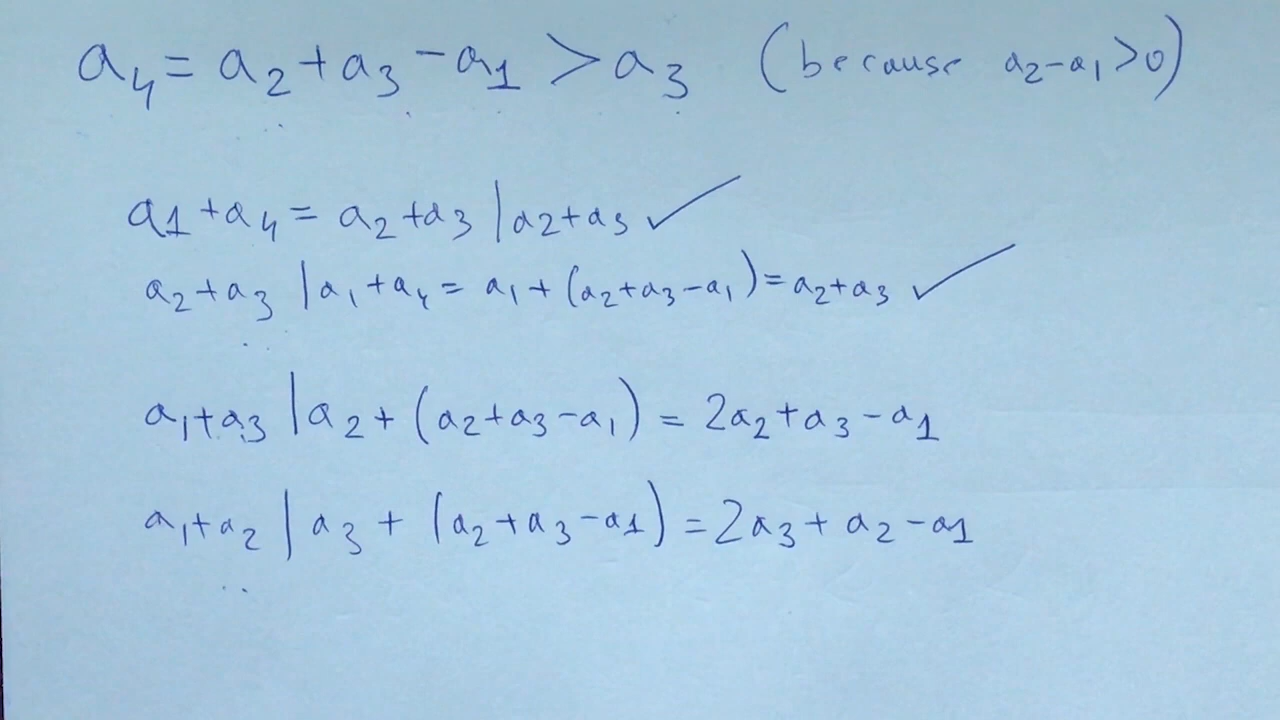 a₄ = a₂ + a₃ - a₁ > a₃ (because a₂-a₁>0)
a₁ + a₄ = a₂ + a₃ | a₂ + a₃ ✓
a₂ + a₃ | a₁ + a₄ = a₁ + (a₂ + a₃ - a₁) = a₂ + a₃ ✓
a₁ + a₃ | a₂ + (a₂ + a₃ - a₁) = 2a₂ + a₃ - a₁
a₁ + a₂ | a₃ + (a₂ + a₃ - a₁) = 2a₃ + a₂ - a₁